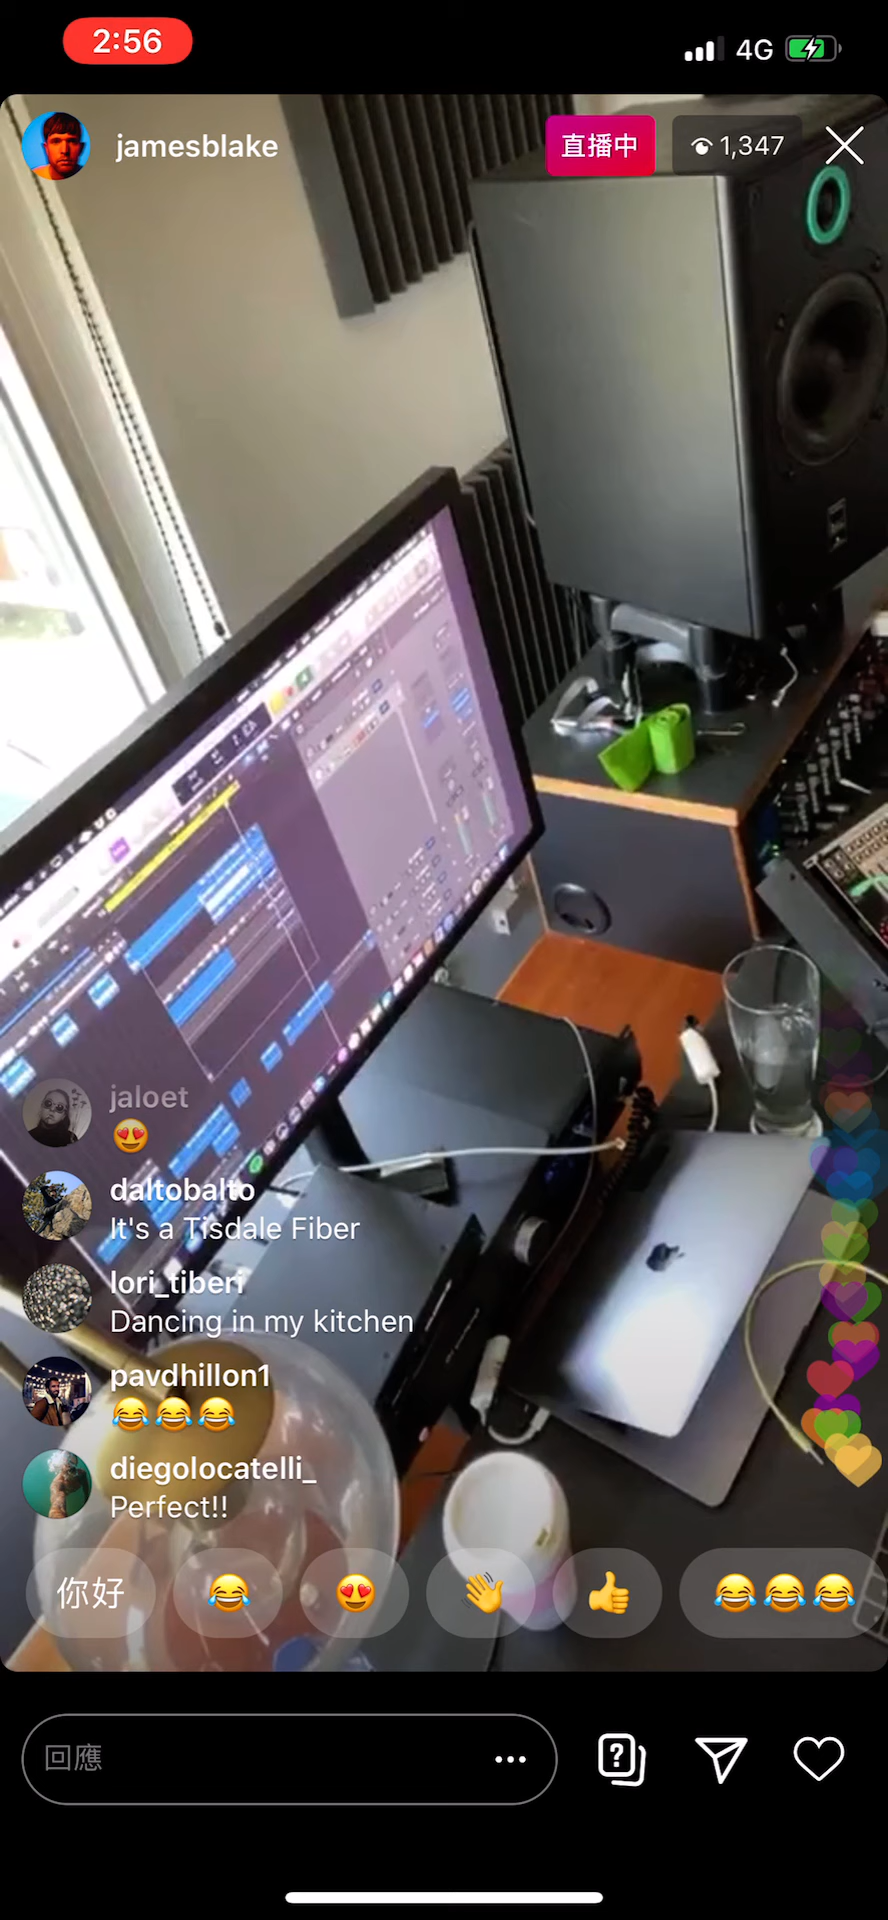 2:56
4G
jamesblake
直播中
1,347
jaloet
😍
daltobalto
It's a Tisdale Fiber
lori_tiberi
Dancing in my kitchen
pavdhillon1
😂😂😂
diegolocatelli_
Perfect!!
你好 😂 😍 👋 👍 😂😂😂
回應